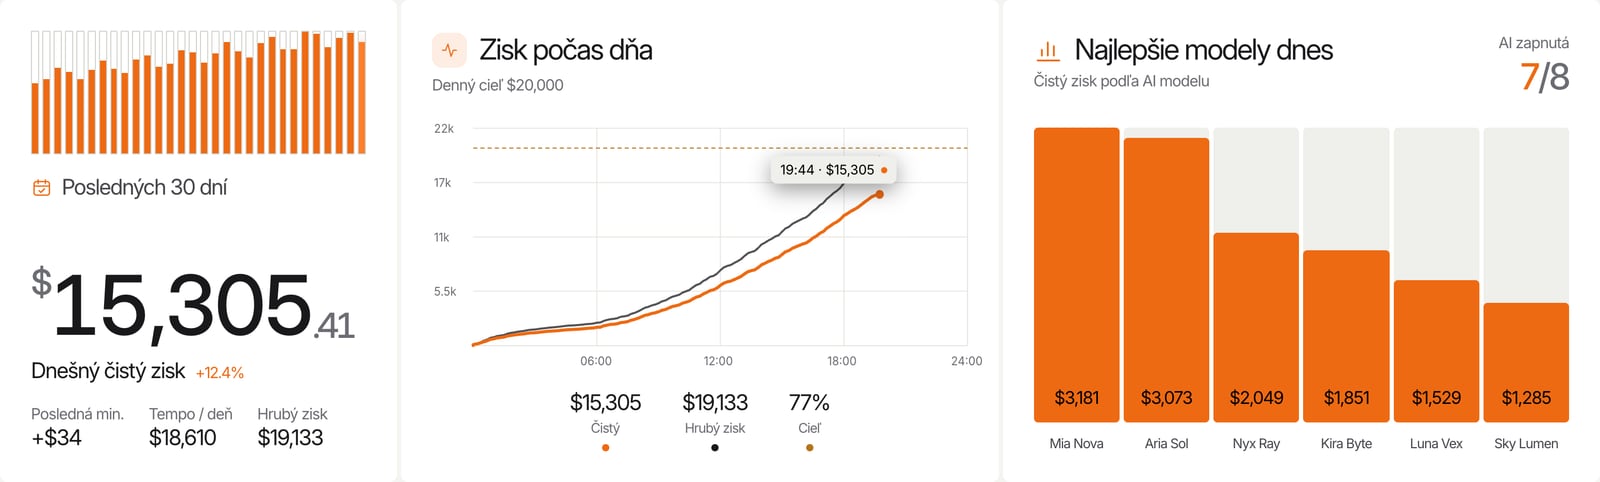 Posledných 30 dní
$15,305.41
Dnešný čistý zisk +12.4%
Posledná min. Tempo / deň Hrubý zisk
+$34 $18,610 $19,133
Zisk počas dňa
Denný cieľ $20,000
22k
19:44 · $15,305
17k
11k
5.5k
06:00 12:00 18:00 24:00
$15,305 $19,133 77%
Čistý Hrubý zisk Cieľ
Najlepšie modely dnes
Čistý zisk podľa AI modelu
AI zapnutá
7/8
$3,181 $3,073 $2,049 $1,851 $1,529 $1,285
Mia Nova Aria Sol Nyx Ray Kira Byte Luna Vex Sky Lumen